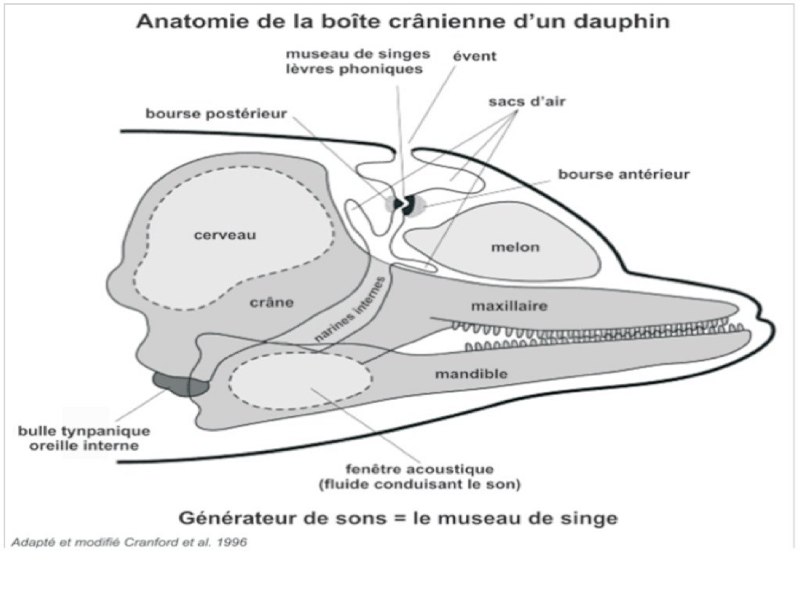 Anatomie de la boîte crânienne d'un dauphin
museau de singes
lèvres phoniques
évent
sacs d'air
bourse postérieur
bourse antérieur
cerveau
melon
crâne
narines internes
maxillaire
mandible
bulle tynpanique
oreille interne
fenêtre acoustique
(fluide conduisant le son)
Générateur de sons = le museau de singe
Adapté et modifié Cranford et al. 1996